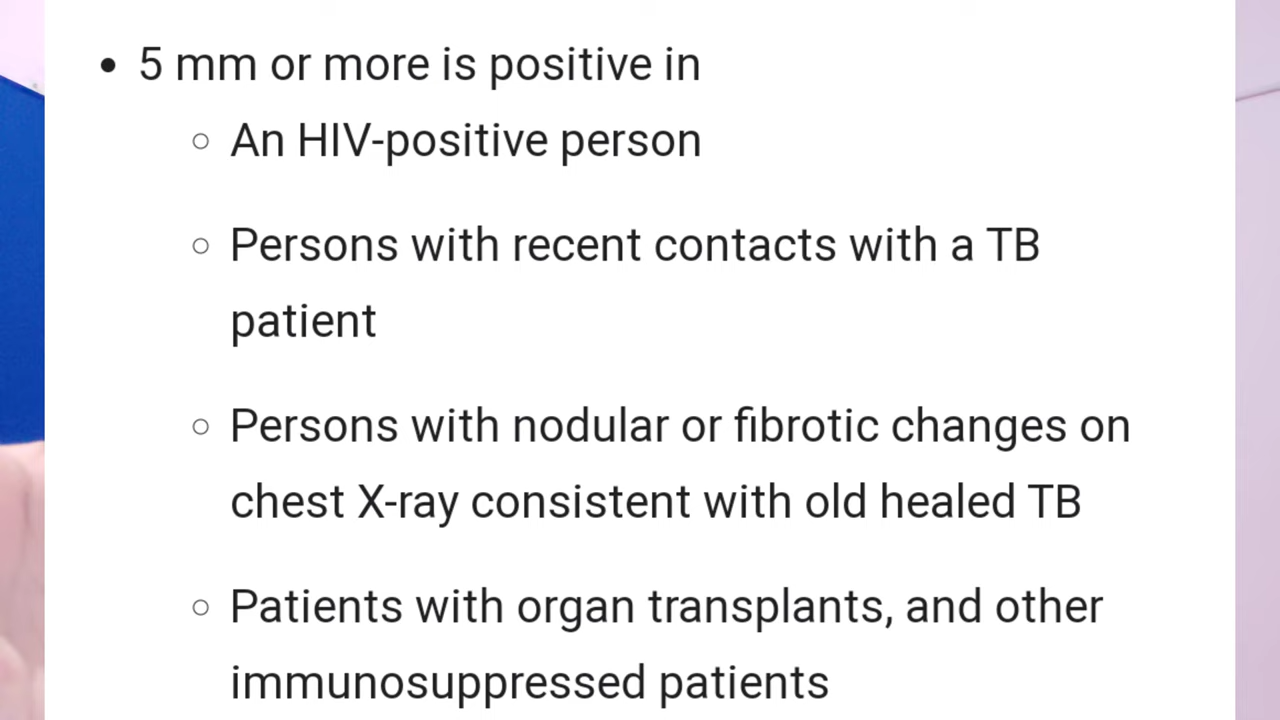 • 5 mm or more is positive in
○ An HIV-positive person
○ Persons with recent contacts with a TB
patient
○ Persons with nodular or fibrotic changes on
chest X-ray consistent with old healed TB
○ Patients with organ transplants, and other
immunosuppressed patients